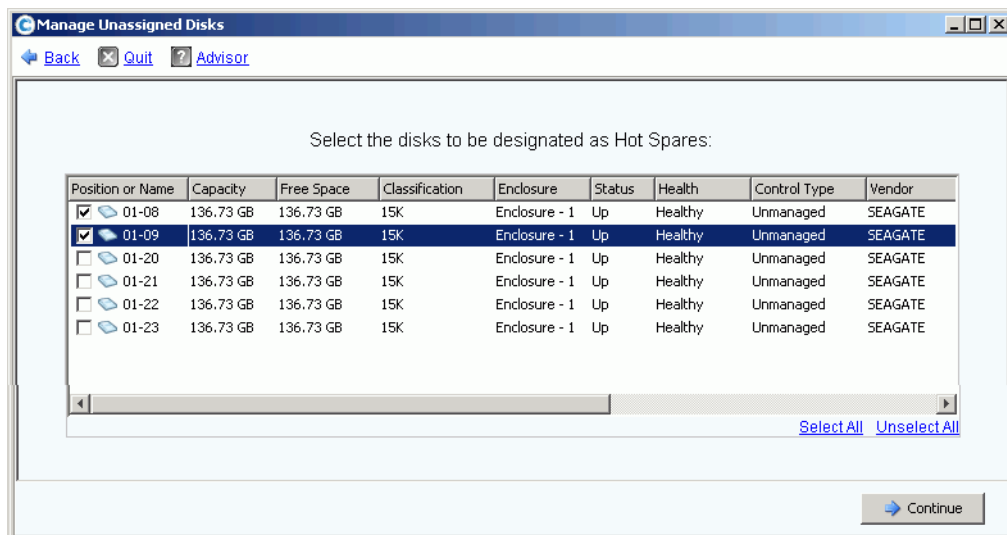 Manage Unassigned Disks
Back Quit Advisor
Select the disks to be designated as Hot Spares:
Position or Name Capacity Free Space Classification Enclosure Status Health Control Type Vendor
01-08 136.73 GB 136.73 GB 15K Enclosure - 1 Up Healthy Unmanaged SEAGATE
01-09 136.73 GB 136.73 GB 15K Enclosure - 1 Up Healthy Unmanaged SEAGATE
01-20 136.73 GB 136.73 GB 15K Enclosure - 1 Up Healthy Unmanaged SEAGATE
01-21 136.73 GB 136.73 GB 15K Enclosure - 1 Up Healthy Unmanaged SEAGATE
01-22 136.73 GB 136.73 GB 15K Enclosure - 1 Up Healthy Unmanaged SEAGATE
01-23 136.73 GB 136.73 GB 15K Enclosure - 1 Up Healthy Unmanaged SEAGATE
Select All Unselect All
Continue